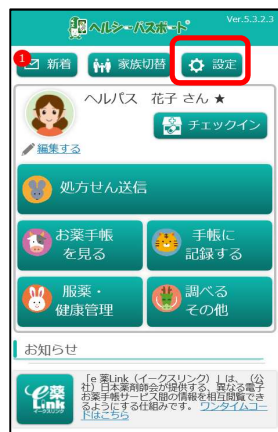 ヘルシーパスポート Ver.5.3.2.3
1 新着 家族切替 設定
ヘルパス 花子 さん ★
チェックイン
編集する
処方せん送信
お薬手帳
を見る
手帳に
記録する
服薬・
健康管理
調べる
その他
お知らせ
e薬
Link
イークスリンク
「e 薬Link（イークスリンク）」は、（公
社）日本薬剤師会が提供する、異なる電子
お薬手帳サービス間の情報を相互閲覧でき
るようにする仕組みです。 ワンタイムコー
ドはこちら